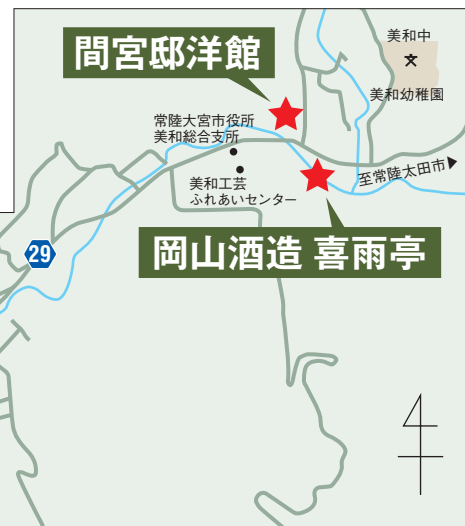 美和中
間宮邸洋館
美和幼稚園
常陸大宮市役所
美和総合支所
至常陸太田市
美和工芸
ふれあいセンター
29
岡山酒造 喜雨亭